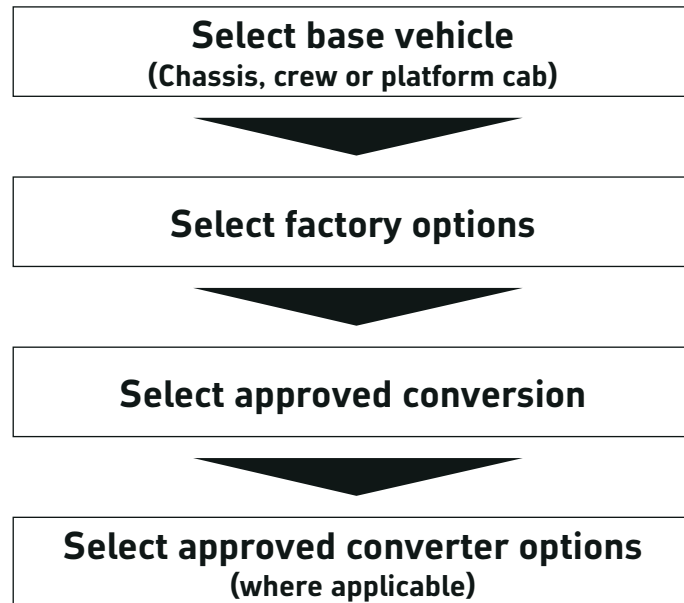 Select base vehicle
(Chassis, crew or platform cab)
Select factory options
Select approved conversion
Select approved converter options
(where applicable)